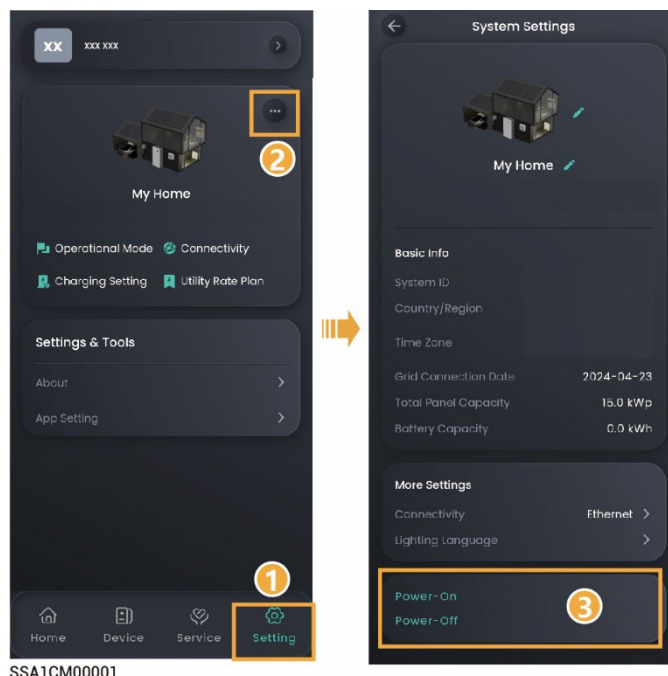 xx
xxx xxx
...
2
My Home
Operational Mode
Connectivity
Charging Setting
Utility Rate Plan
Settings & Tools
About
App Setting
1
Home
Device
Service
Setting
SSA1CM00001
System Settings
My Home
Basic Info
System ID
Country/Region
Time Zone
Grid Connection Date 2024-04-23
Total Panel Capacity 15.0 kWp
Battery Capacity 0.0 kWh
More Settings
Connectivity Ethernet
Lighting Language
Power-On
3
Power-Off